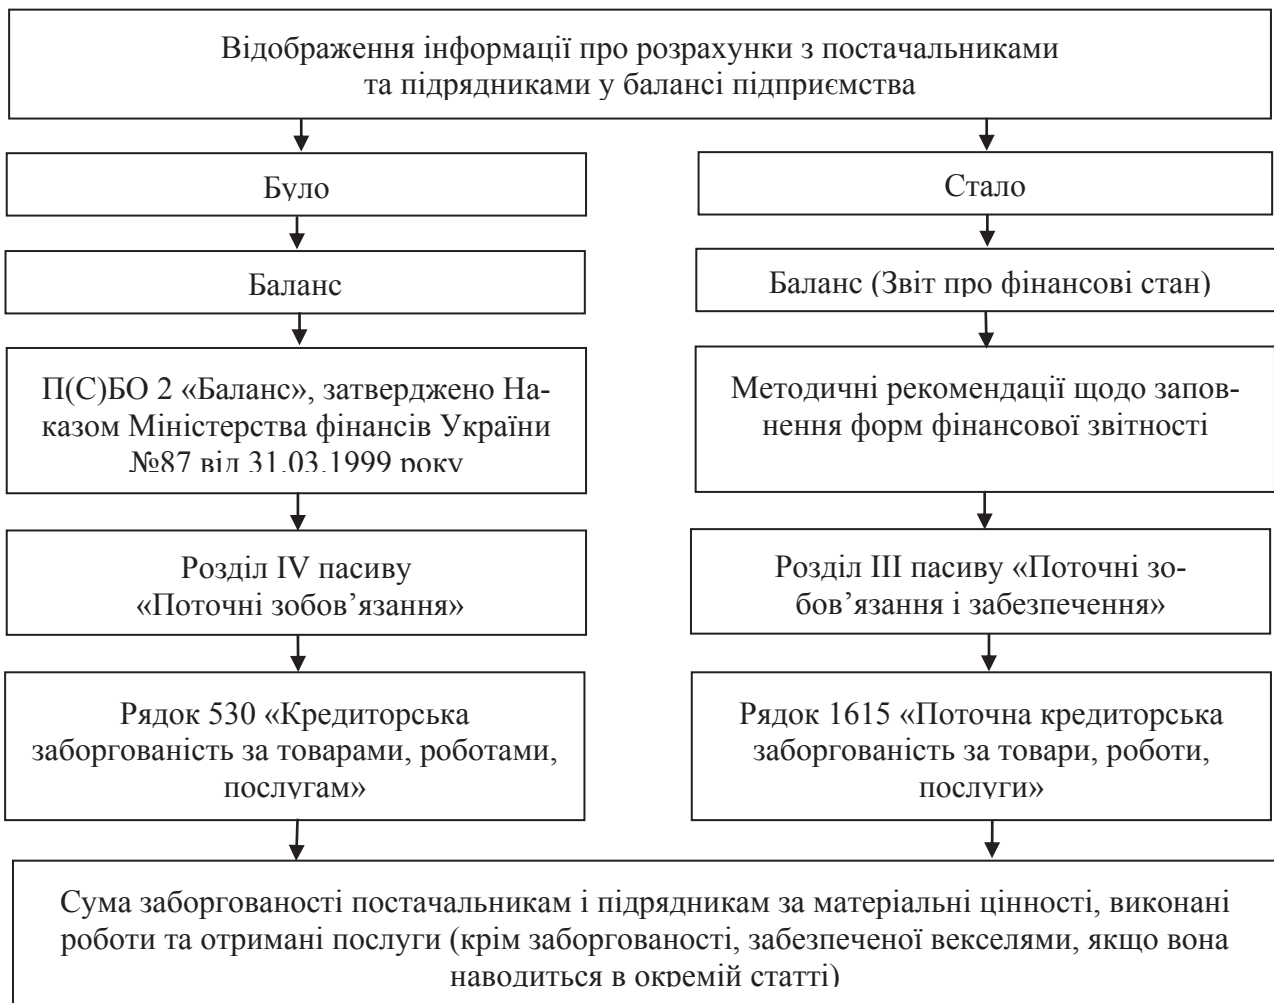 Відображення інформації про розрахунки з постачальниками
та підрядниками у балансі підприємства
Було
Стало
Баланс
Баланс (Звіт про фінансові стан)
П(С)БО 2 «Баланс», затверджено На-
казом Міністерства фінансів України
№87 від 31.03.1999 року
Методичні рекомендації щодо запов-
нення форм фінансової звітності
Розділ IV пасиву
«Поточні зобов’язання»
Розділ III пасиву «Поточні зо-
бов’язання і забезпечення»
Рядок 530 «Кредиторська
заборгованість за товарами, роботами,
послугам»
Рядок 1615 «Поточна кредиторська
заборгованість за товари, роботи,
послуги»
Сума заборгованості постачальникам і підрядникам за матеріальні цінності, виконані
роботи та отримані послуги (крім заборгованості, забезпеченої векселями, якщо вона
наводиться в окремій статті)